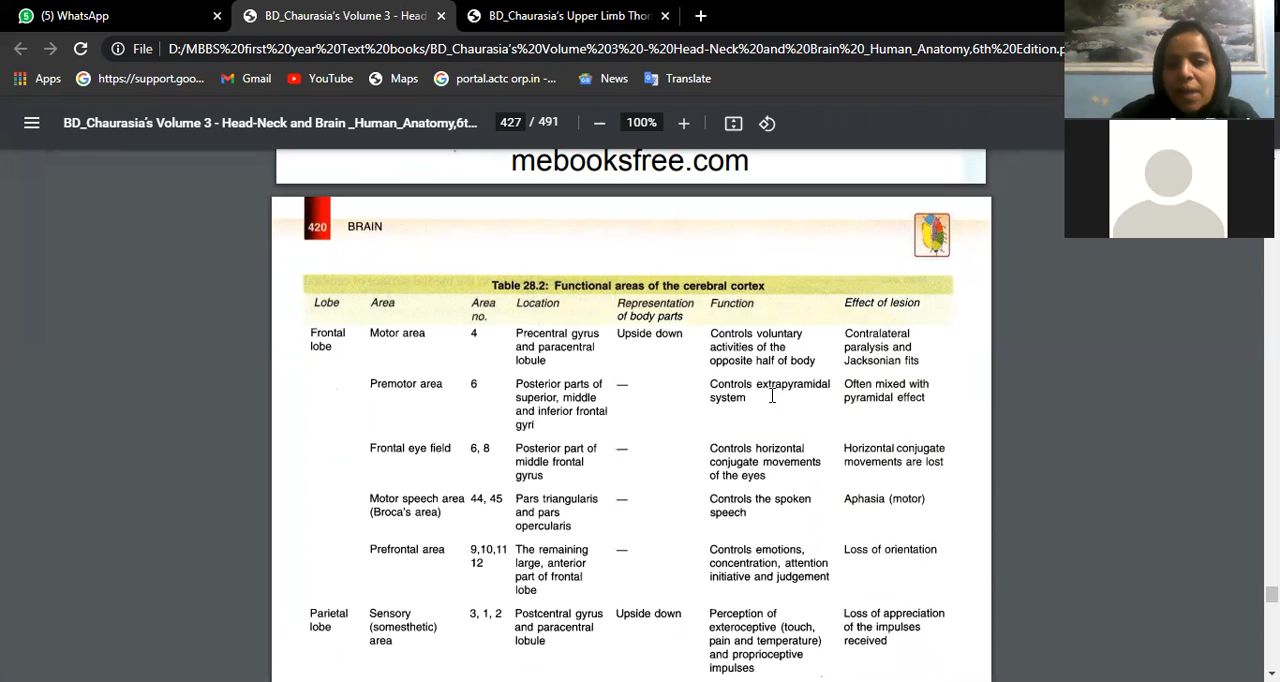 (5) WhatsApp
BD_Chaurasia's Volume 3 - Head
BD_Chaurasia's Upper Limb Thor
File
D:/MBBS%20first%20year%20Text%20books/BD_Chaurasia's%20Volume%203%20-%20Head-Neck%20and%20Brain%20_Human_Anatomy,6th%20Edition.p
Apps
https://support.goo...
Gmail
YouTube
Maps
portal.actc orp.in -...
News
Translate
BD_Chaurasia's Volume 3 - Head-Neck and Brain _Human_Anatomy,6t...
427 / 491
100%
mebooksfree.com
420 BRAIN
Table 28.2: Functional areas of the cerebral cortex
Lobe Area Area Location Representation Function Effect of lesion
no. of body parts
Frontal Motor area 4 Precentral gyrus Upside down Controls voluntary Contralateral
lobe and paracentral activities of the paralysis and
lobule opposite half of body Jacksonian fits
Premotor area 6 Posterior parts of — Controls extrapyramidal Often mixed with
superior, middle system pyramidal effect
and inferior frontal
gyri
Frontal eye field 6, 8 Posterior part of — Controls horizontal Horizontal conjugate
middle frontal conjugate movements movements are lost
gyrus of the eyes
Motor speech area 44, 45 Pars triangularis — Controls the spoken Aphasia (motor)
(Broca's area) and pars speech
opercularis
Prefrontal area 9,10,11 The remaining — Controls emotions, Loss of orientation
12 large, anterior concentration, attention
part of frontal initiative and judgement
lobe
Parietal Sensory 3, 1, 2 Postcentral gyrus Upside down Perception of Loss of appreciation
lobe (somesthetic) and paracentral exteroceptive (touch, of the impulses
area lobule pain and temperature) received
and proprioceptive
impulses